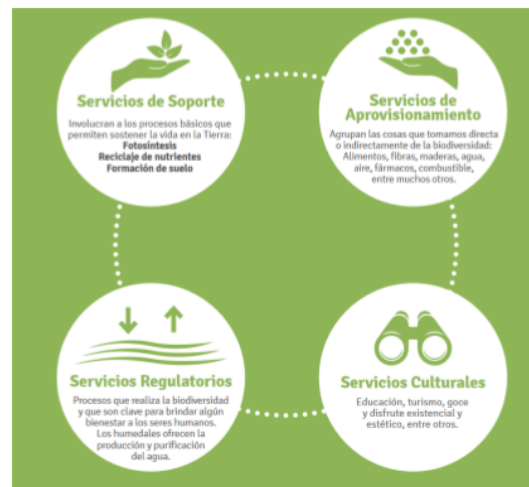 Servicios de Soporte
Involucran a los procesos básicos que
permiten sostener la vida en la Tierra:
Fotosíntesis
Reciclaje de nutrientes
Formación de suelo
Servicios de
Aprovisionamiento
Agrupan las cosas que tomamos directa
o indirectamente de la biodiversidad:
Alimentos, fibras, maderas, agua,
aire, fármacos, combustible,
entre muchos otros.
Servicios Regulatorios
Procesos que realiza la biodiversidad
y que son clave para brindar algún
bienestar a los seres humanos.
Los humedales ofrecen la
producción y purificación
del agua.
Servicios Culturales
Educación, turismo, goce
y disfrute existencial y
estético, entre otros.